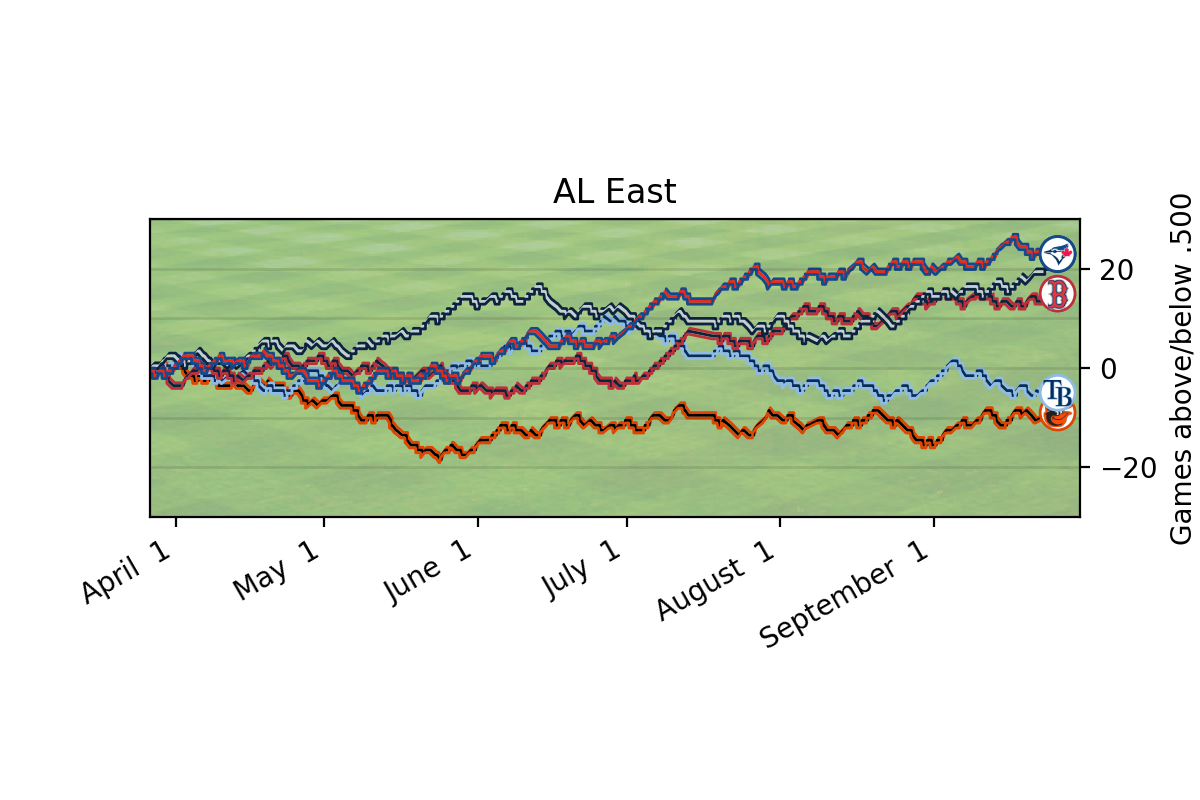 AL East
20
0
−20
Games above/below .500
April 1
May 1
June 1
July 1
August 1
September 1
B
TB